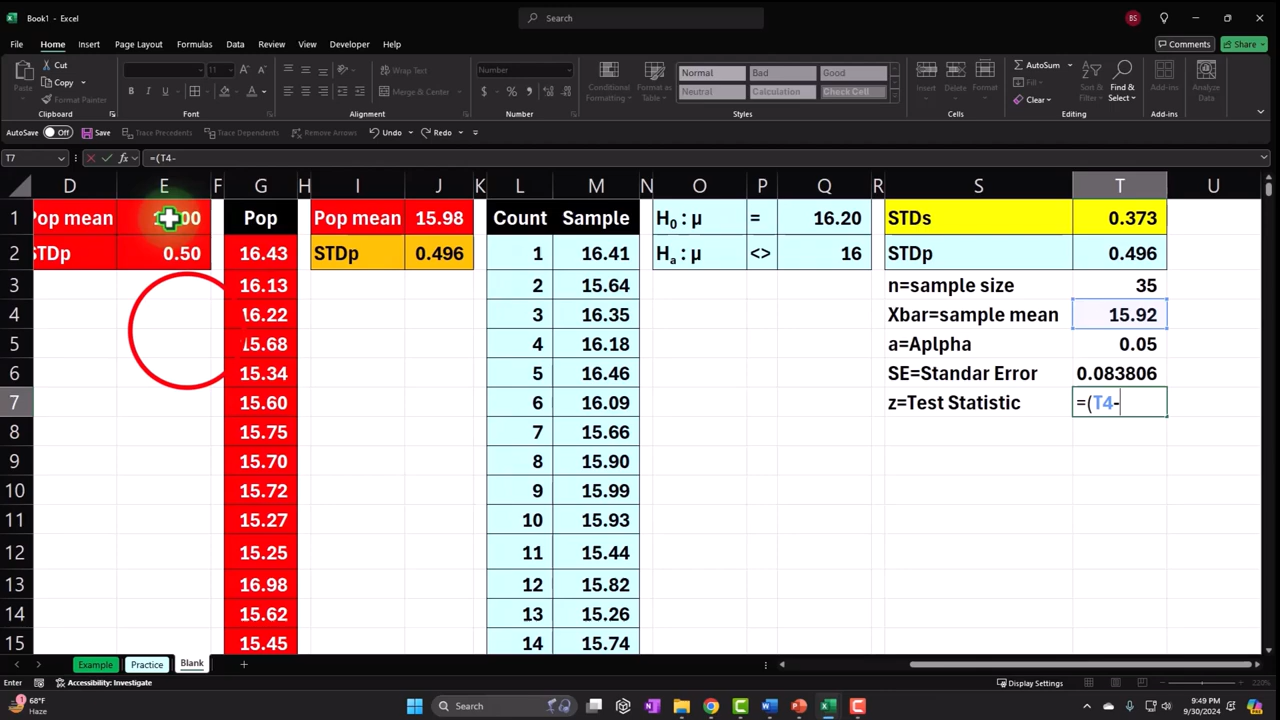 Book1 - Excel
Search
BS
File Home Insert Page Layout Formulas Data Review View Developer Help
Comments Share
Cut
Copy
Format Painter
Paste
Clipboard
11
Font
Wrap Text
Merge & Center
Alignment
Number
Number
Conditional Formatting
Format as Table
Normal Bad Good
Neutral Calculation Check Cell
Styles
Insert Delete Format
Cells
AutoSum
Fill
Clear
Sort & Filter
Find & Select
Editing
Add-ins
Add-ins
Analyze Data
AutoSave Off Save Trace Precedents Trace Dependents Remove Arrows Undo Redo
T7 fx =(T4-
D E F G H I J K L M N O P Q R S T U
1 Pop mean Pop Pop mean 15.98 Count Sample H0 : µ = 16.20 STDs 0.373
2 STDp 0.50 16.43 STDp 0.496 1 16.41 Ha : µ <> 16 STDp 0.496
3 16.13 2 15.64 n=sample size 35
4 16.22 3 16.35 Xbar=sample mean 15.92
5 15.68 4 16.18 a=Aplpha 0.05
6 15.34 5 16.46 SE=Standar Error 0.083806
7 15.60 6 16.09 z=Test Statistic =(T4-
8 15.75 7 15.66
9 15.70 8 15.90
10 15.72 9 15.99
11 15.27 10 15.93
12 15.25 11 15.44
13 16.98 12 15.82
14 15.62 13 15.26
15 15.45 14 15.74
Example Practice Blank
Enter Accessibility: Investigate Display Settings 220%
68°F
Haze
Search
9:49 PM
9/30/2024